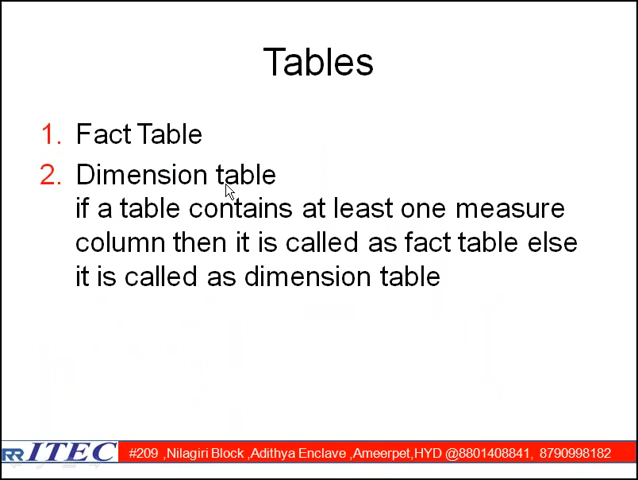 Tables
1. Fact Table
2. Dimension table
if a table contains at least one measure
column then it is called as fact table else
it is called as dimension table
RR ITEC #209 ,Nilagiri Block ,Adithya Enclave ,Ameerpet,HYD @8801408841, 8790998182